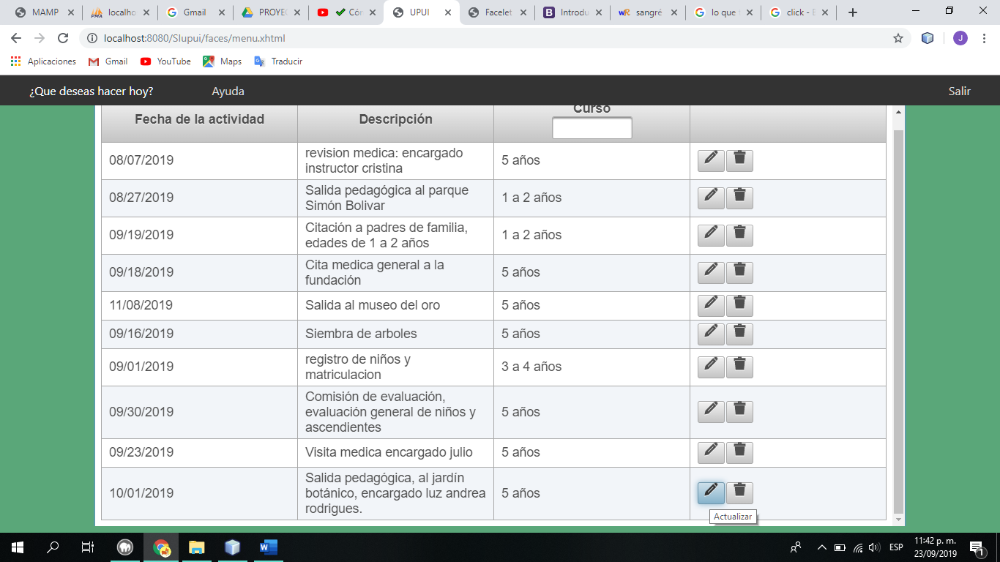 MAMP
localho
Gmail
PROYEC
Cór
UPUI
Facelet
Introdu
sangré
lo que
click - E
localhost:8080/SIupui/faces/menu.xhtml
J
Aplicaciones
Gmail
YouTube
Maps
Traducir
¿Que deseas hacer hoy?
Ayuda
Salir
Fecha de la actividad
Descripción
Curso
08/07/2019
revision medica: encargado
instructor cristina
5 años
08/27/2019
Salida pedagógica al parque
Simón Bolivar
1 a 2 años
09/19/2019
Citación a padres de familia,
edades de 1 a 2 años
1 a 2 años
09/18/2019
Cita medica general a la
fundación
5 años
11/08/2019
Salida al museo del oro
5 años
09/16/2019
Siembra de arboles
5 años
09/01/2019
registro de niños y
matriculacion
3 a 4 años
09/30/2019
Comisión de evaluación,
evaluación general de niños y
ascendientes
5 años
09/23/2019
Visita medica encargado julio
5 años
10/01/2019
Salida pedagógica, al jardín
botánico, encargado luz andrea
rodrigues.
5 años
Actualizar
ESP
11:42 p. m.
23/09/2019
1